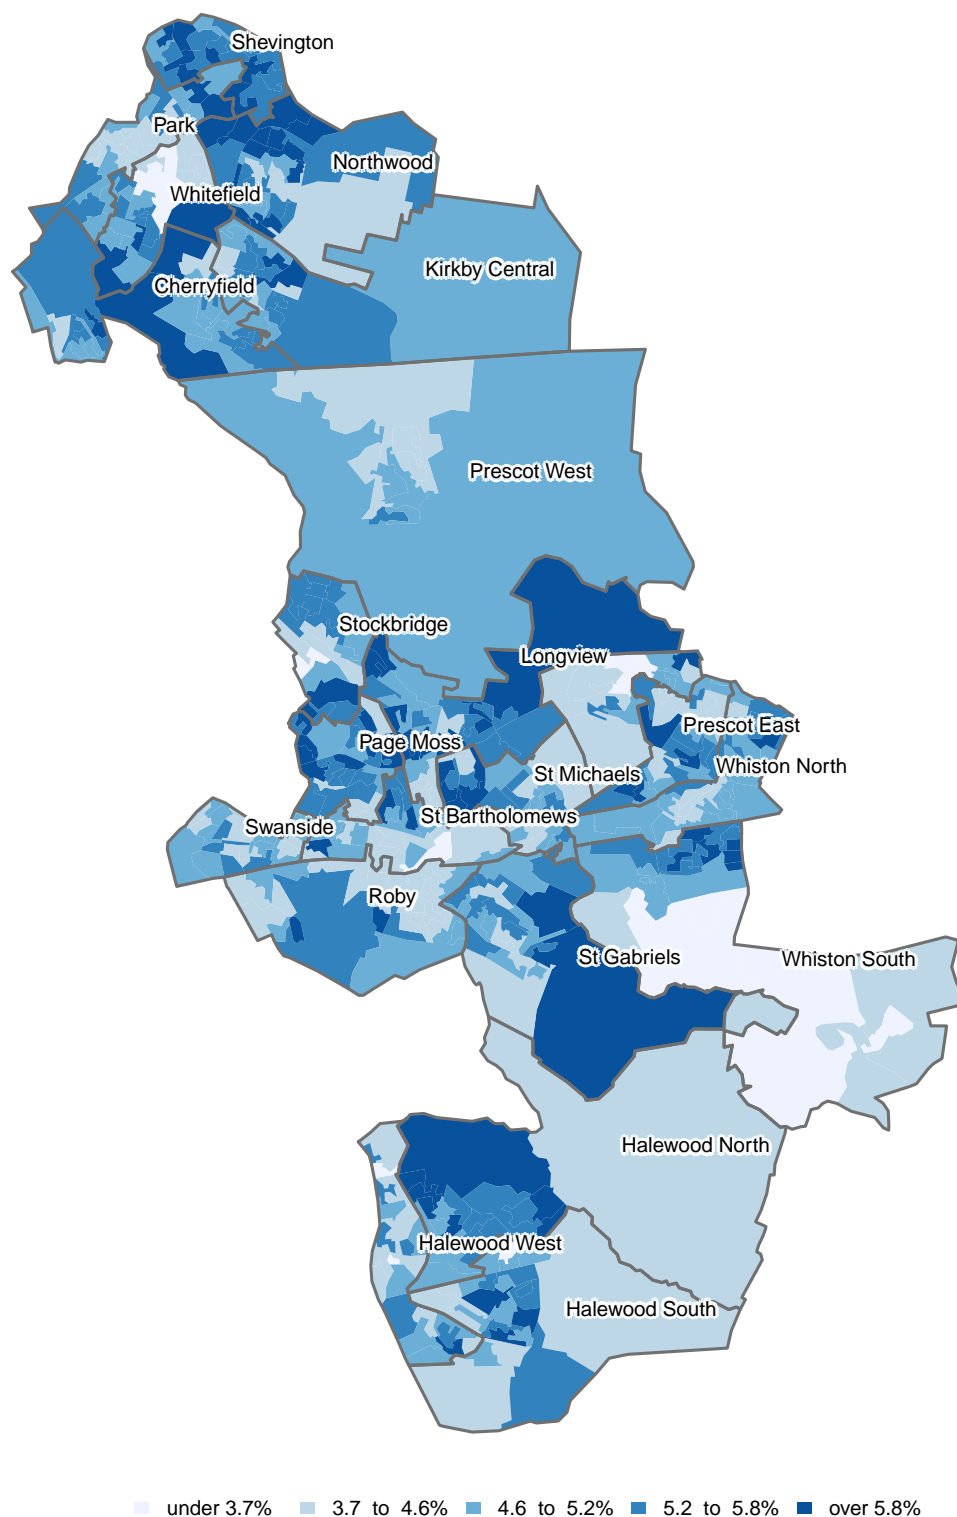 Shevington
Park
Northwood
Whitefield
Kirkby Central
Cherryfield
Prescot West
Stockbridge
Longview
Prescot East
Page Moss
Whiston North
St Michaels
St Bartholomews
Swanside
Roby
St Gabriels
Whiston South
Halewood North
Halewood West
Halewood South
under 3.7% 3.7 to 4.6% 4.6 to 5.2% 5.2 to 5.8% over 5.8%